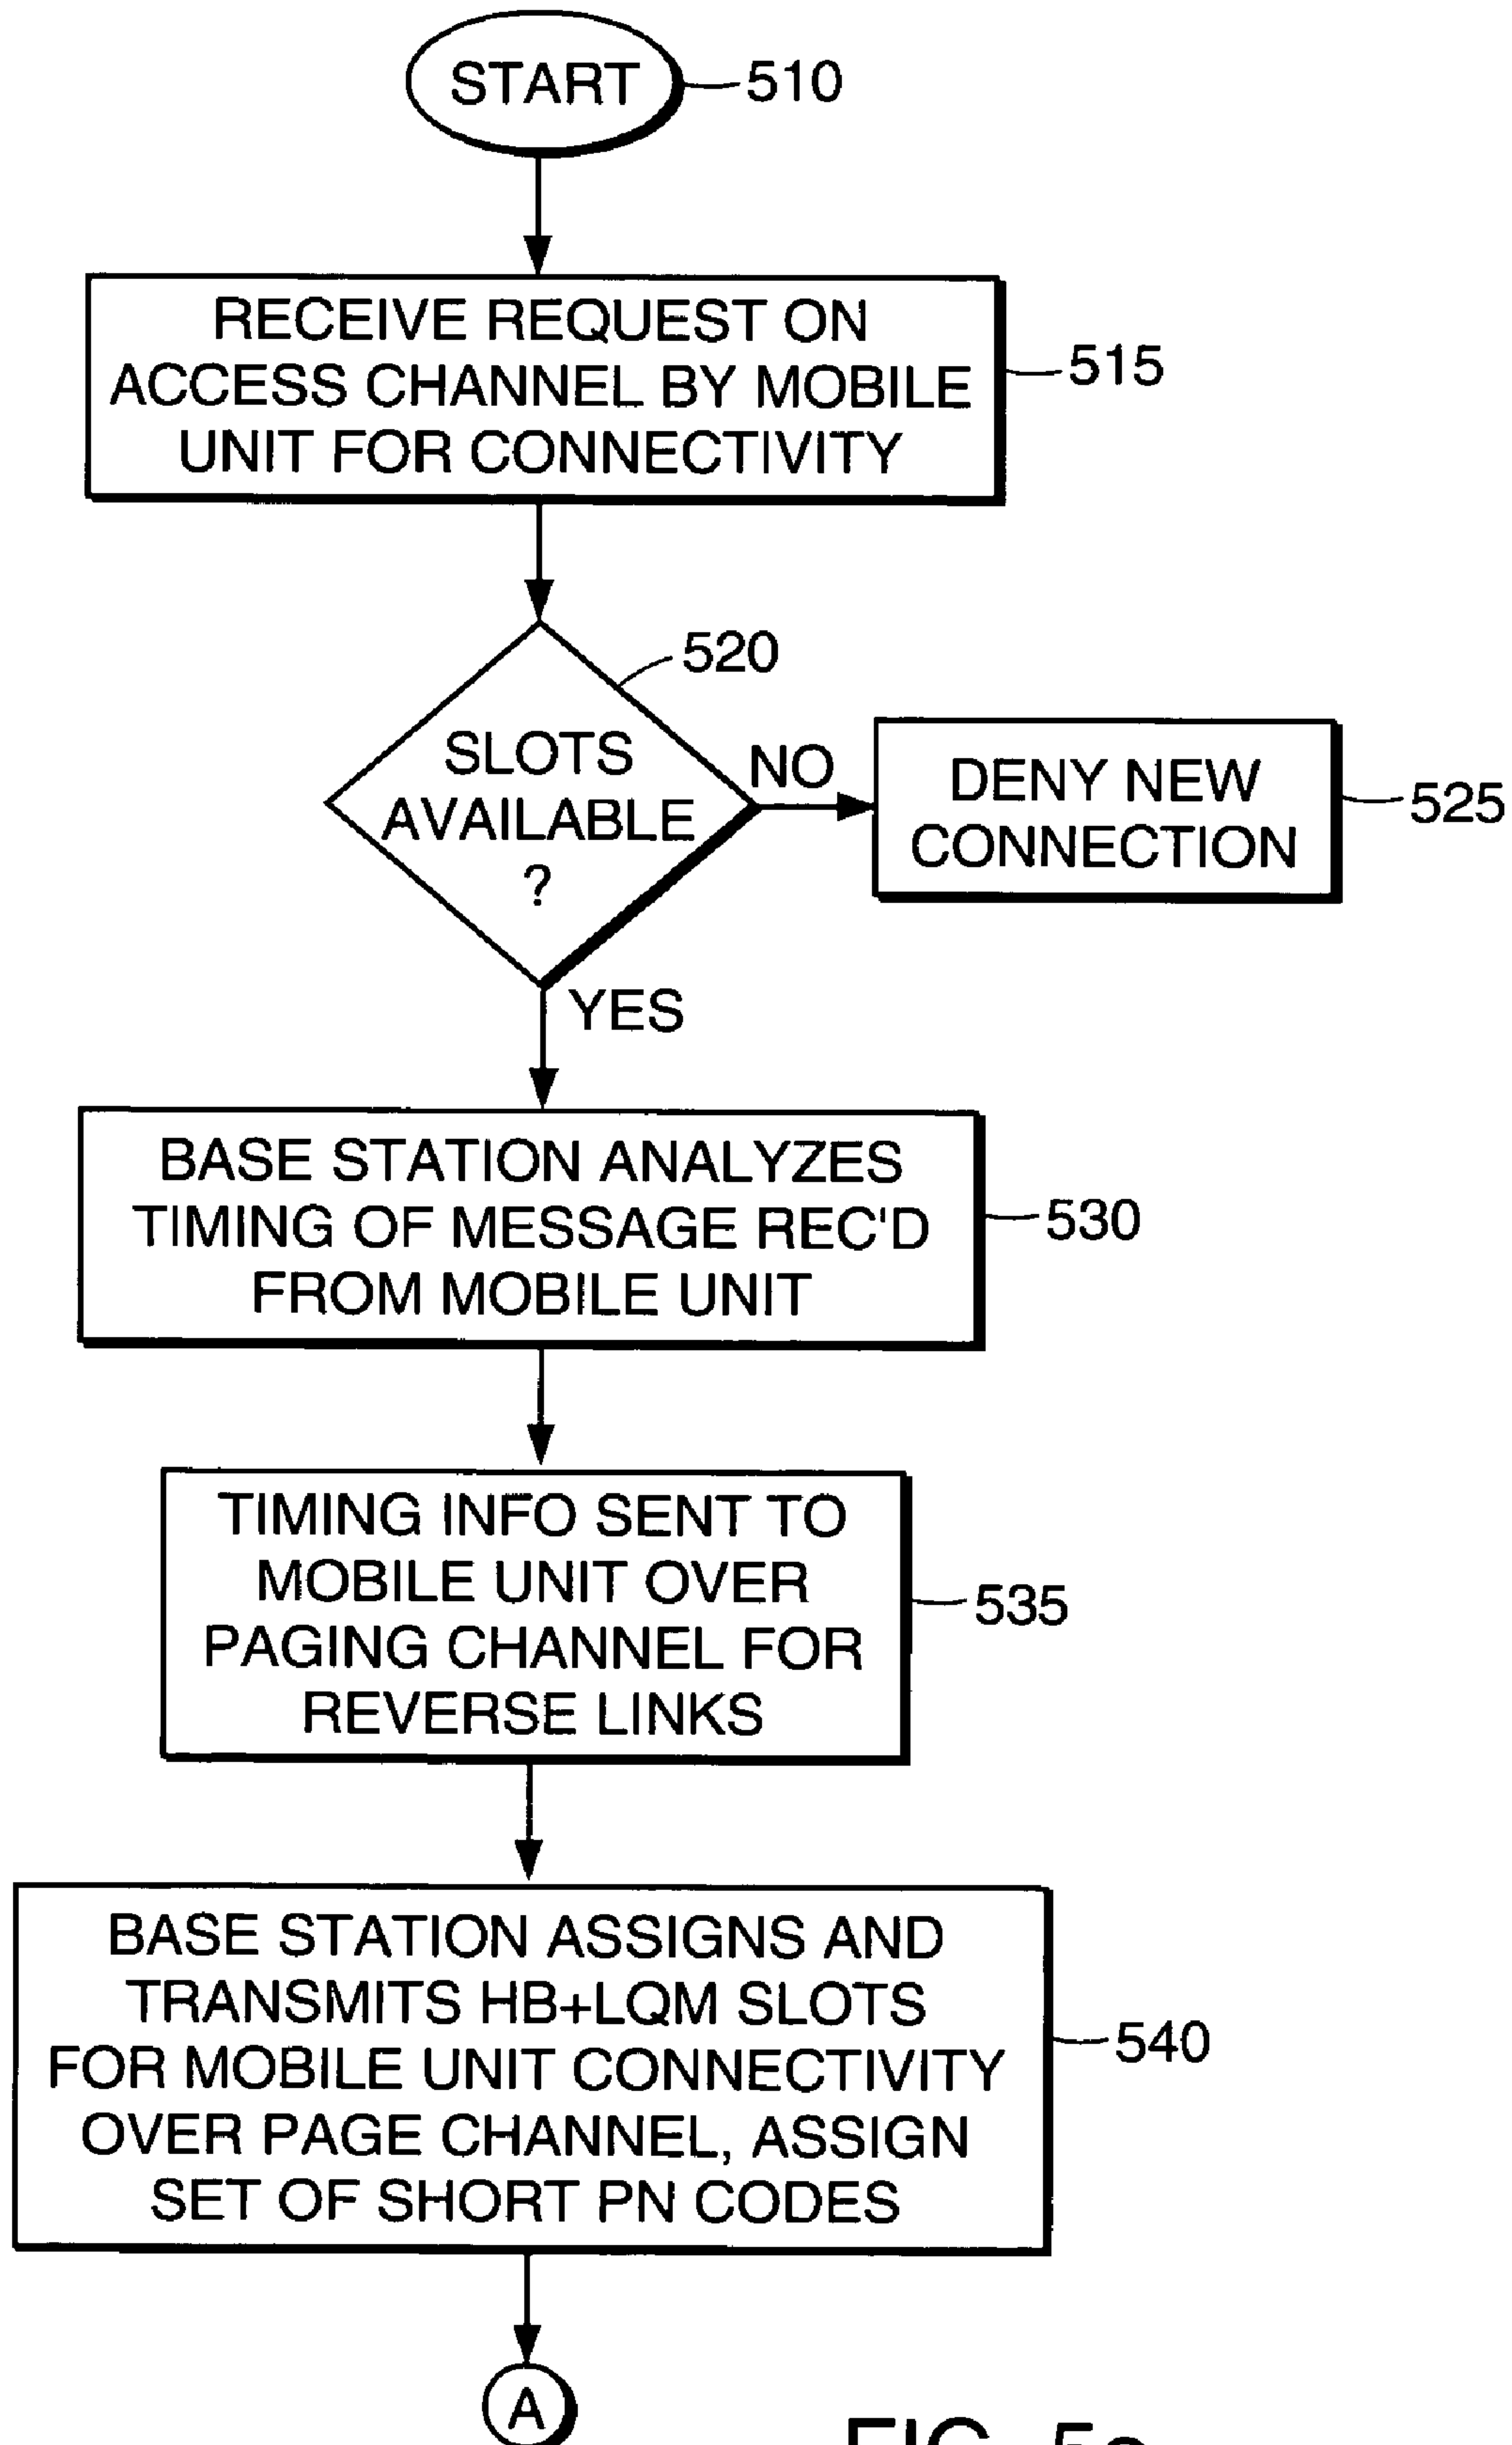 START
510
RECEIVE REQUEST ON
ACCESS CHANNEL BY MOBILE
UNIT FOR CONNECTIVITY
515
520
SLOTS
AVAILABLE
?
NO
DENY NEW
CONNECTION
525
YES
BASE STATION ANALYZES
TIMING OF MESSAGE REC'D
FROM MOBILE UNIT
530
TIMING INFO SENT TO
MOBILE UNIT OVER
PAGING CHANNEL FOR
REVERSE LINKS
535
BASE STATION ASSIGNS AND
TRANSMITS HB+LQM SLOTS
FOR MOBILE UNIT CONNECTIVITY
OVER PAGE CHANNEL, ASSIGN
SET OF SHORT PN CODES
540
A